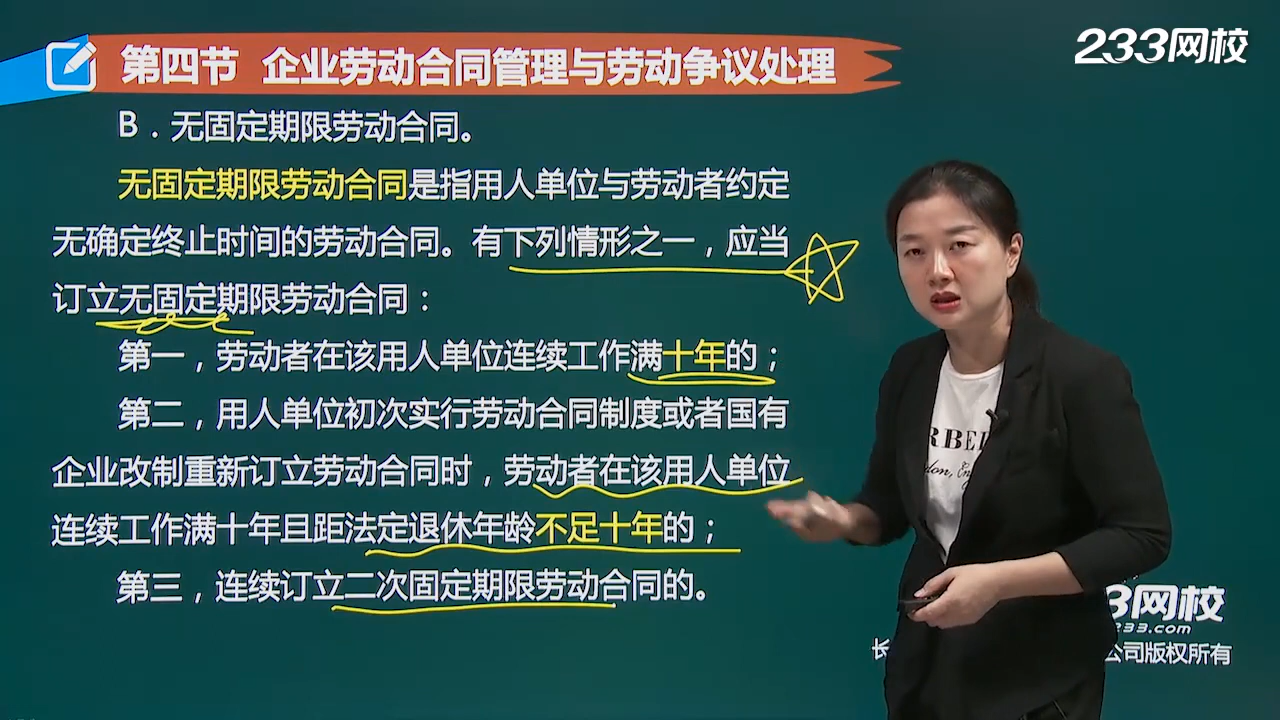 第四节 企业劳动合同管理与劳动争议处理
233网校
B．无固定期限劳动合同。
无固定期限劳动合同是指用人单位与劳动者约定
无确定终止时间的劳动合同。有下列情形之一，应当
订立无固定期限劳动合同：
第一，劳动者在该用人单位连续工作满十年的；
第二，用人单位初次实行劳动合同制度或者国有
企业改制重新订立劳动合同时，劳动者在该用人单位
连续工作满十年且距法定退休年龄不足十年的；
第三，连续订立二次固定期限劳动合同的。
3网校
233.com
长
公司版权所有